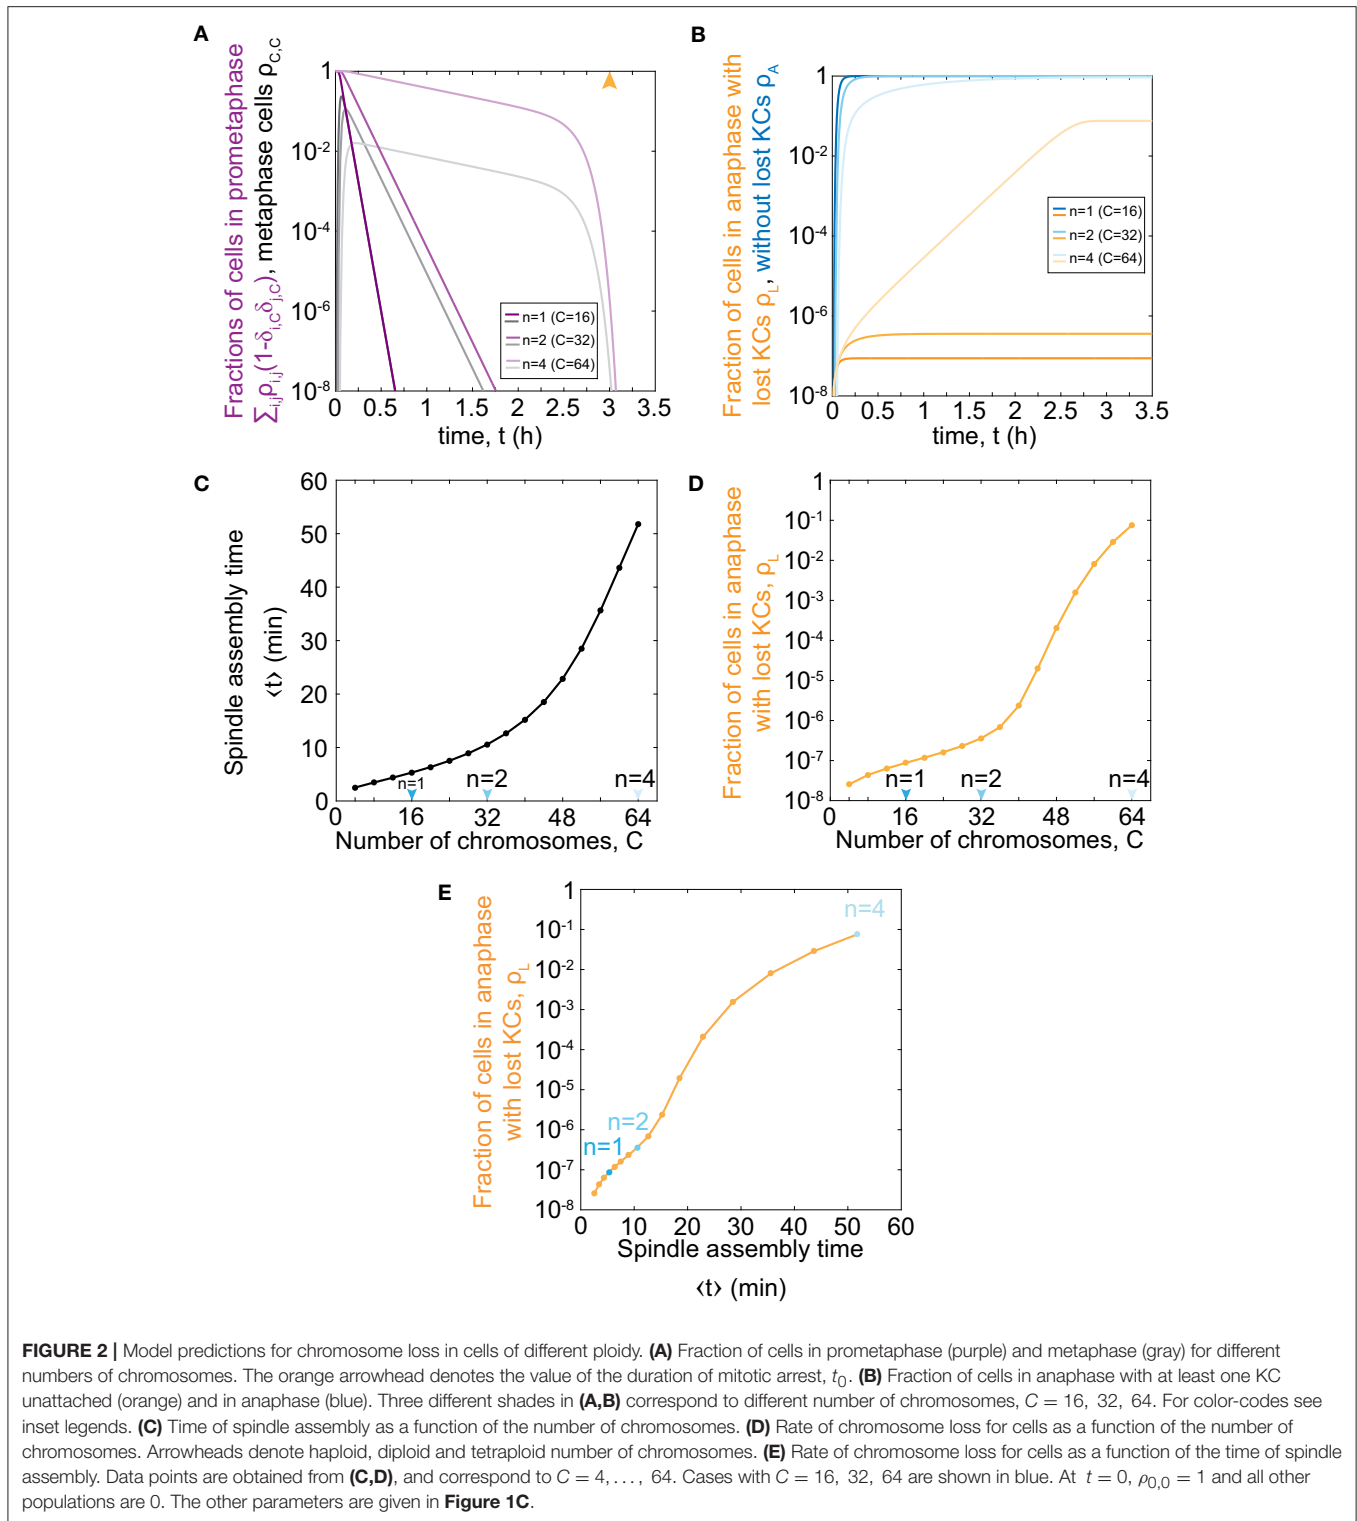 A
Fractions of cells in prometaphase
∑i,jρi,j(1-δi,Cδj,C), metaphase cells ρC,C
1
10-2
10-4
10-6
10-8
n=1 (C=16)
n=2 (C=32)
n=4 (C=64)
0 0.5 1 1.5 2 2.5 3 3.5
time, t (h)
B
Fraction of cells in anaphase with
lost KCs ρL, without lost KCs ρA
1
10-2
10-4
10-6
10-8
n=1 (C=16)
n=2 (C=32)
n=4 (C=64)
0 0.5 1 1.5 2 2.5 3 3.5
time, t (h)
C
Spindle assembly time
⟨t⟩ (min)
60
50
40
30
20
10
0
n=1 n=2 n=4
0 16 32 48 64
Number of chromosomes, C
D
Fraction of cells in anaphase
with lost KCs, ρL
1
10-1
10-2
10-3
10-4
10-5
10-6
10-7
10-8
n=1 n=2 n=4
0 16 32 48 64
Number of chromosomes, C
E
Fraction of cells in anaphase
with lost KCs, ρL
1
10-1
10-2
10-3
10-4
10-5
10-6
10-7
10-8
n=4
n=2
n=1
0 10 20 30 40 50 60
Spindle assembly time
⟨t⟩ (min)
FIGURE 2 | Model predictions for chromosome loss in cells of different ploidy. (A) Fraction of cells in prometaphase (purple) and metaphase (gray) for different
numbers of chromosomes. The orange arrowhead denotes the value of the duration of mitotic arrest, t0. (B) Fraction of cells in anaphase with at least one KC
unattached (orange) and in anaphase (blue). Three different shades in (A,B) correspond to different number of chromosomes, C = 16, 32, 64. For color-codes see
inset legends. (C) Time of spindle assembly as a function of the number of chromosomes. (D) Rate of chromosome loss for cells as a function of the number of
chromosomes. Arrowheads denote haploid, diploid and tetraploid number of chromosomes. (E) Rate of chromosome loss for cells as a function of the time of spindle
assembly. Data points are obtained from (C,D), and correspond to C = 4, . . . , 64. Cases with C = 16, 32, 64 are shown in blue. At t = 0, ρ0,0 = 1 and all other
populations are 0. The other parameters are given in Figure 1C.